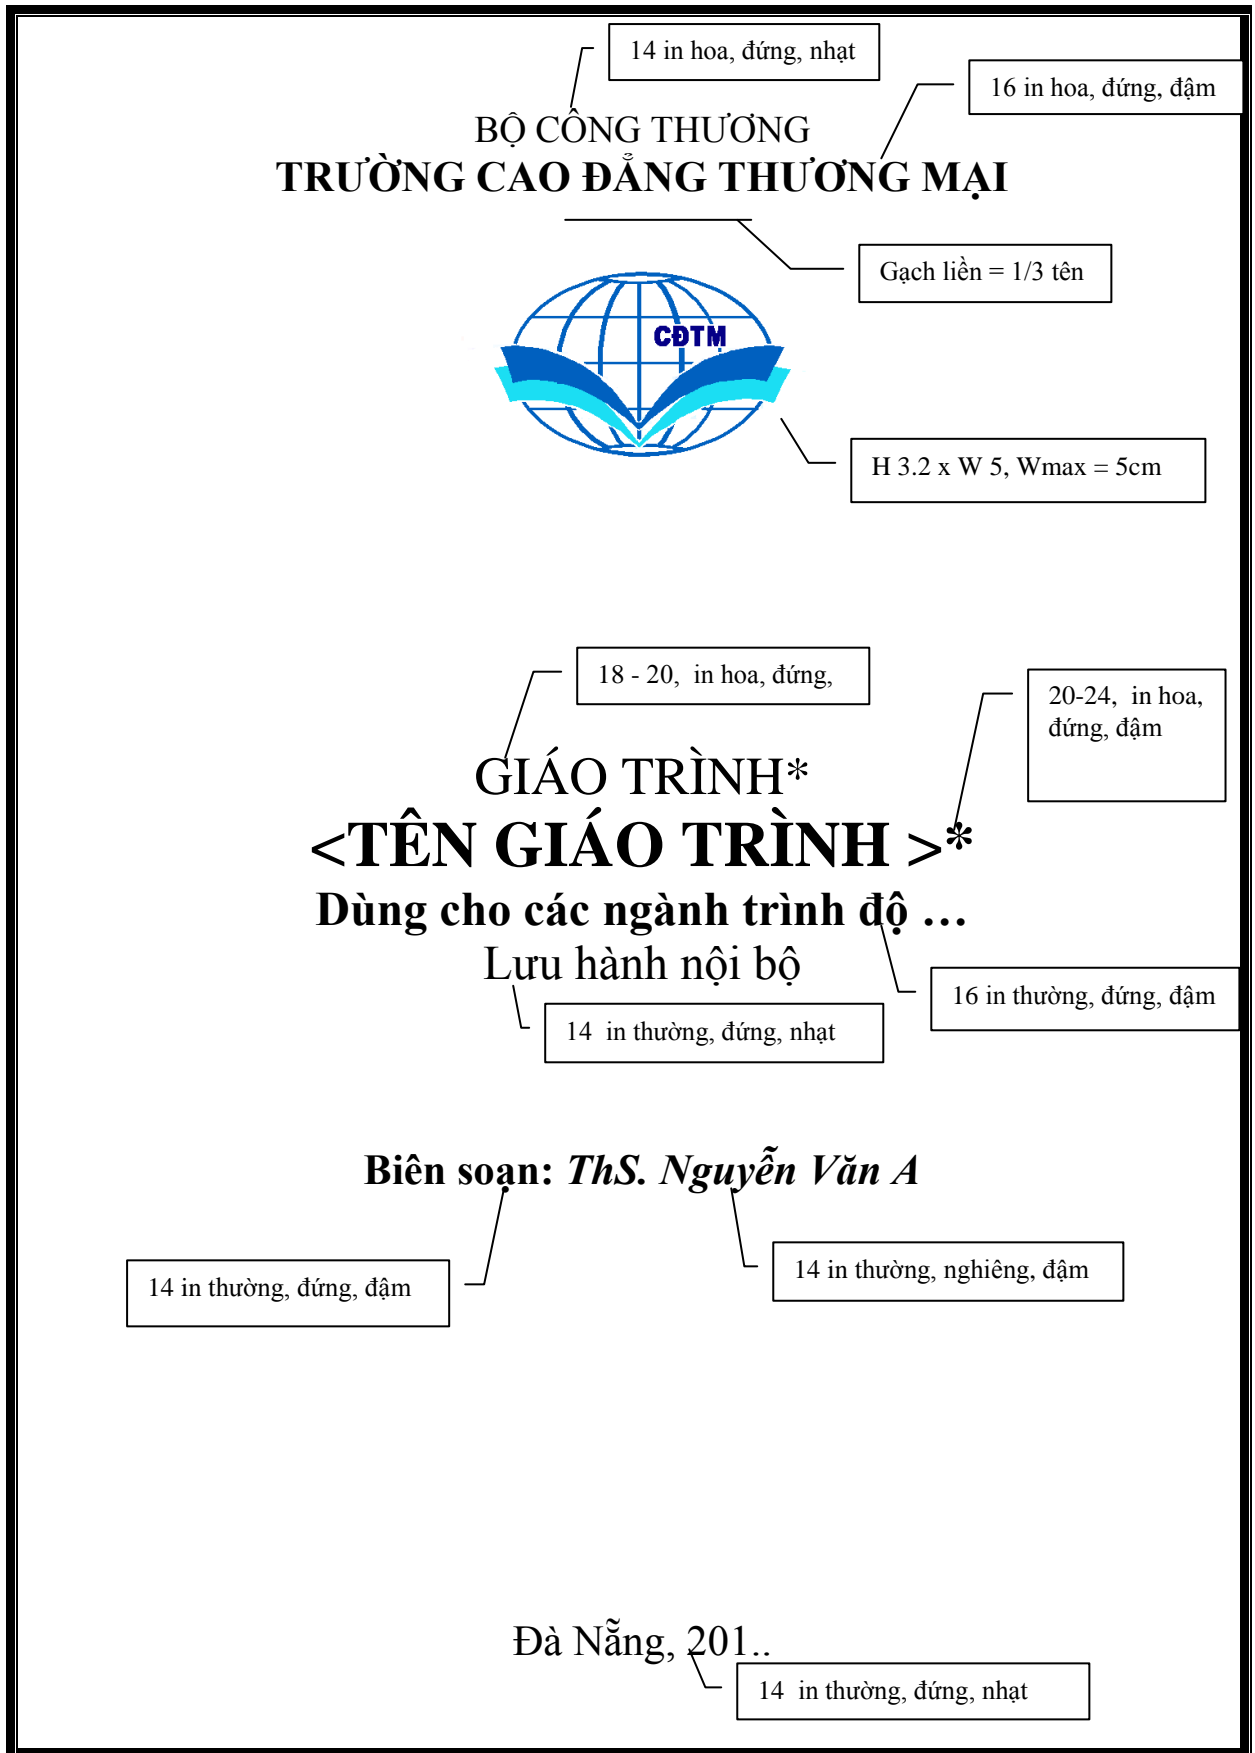 14 in hoa, đứng, nhạt
16 in hoa, đứng, đậm
BỘ CÔNG THƯƠNG
TRƯỜNG CAO ĐẲNG THƯƠNG MẠI
Gạch liền = 1/3 tên
CĐTM
H 3.2 x W 5, Wmax = 5cm
18 - 20, in hoa, đứng,
20-24, in hoa,
đứng, đậm
GIÁO TRÌNH*
<TÊN GIÁO TRÌNH >*
Dùng cho các ngành trình độ …
Lưu hành nội bộ
16 in thường, đứng, đậm
14 in thường, đứng, nhạt
Biên soạn: ThS. Nguyễn Văn A
14 in thường, đứng, đậm
14 in thường, nghiêng, đậm
Đà Nẵng, 201..
14 in thường, đứng, nhạt